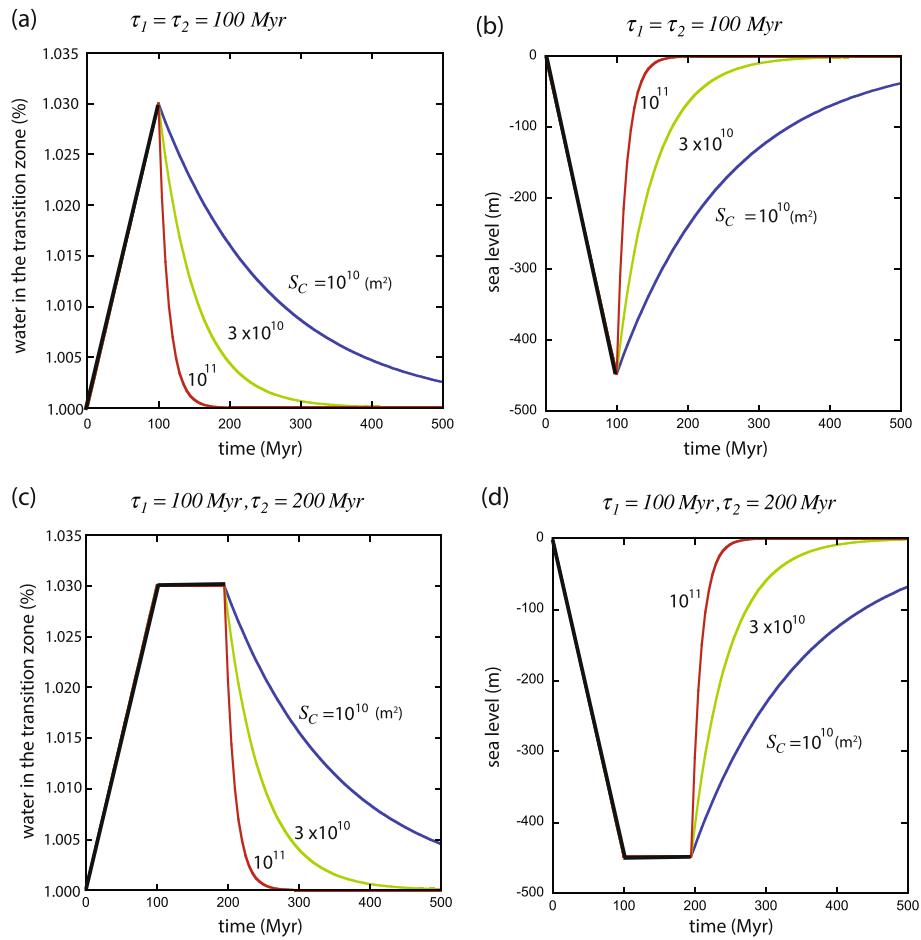 (a)
τ1 = τ2 = 100 Myr
1.035
1.030
1.025
1.020
1.015
1.010
1.005
1.000
water in the transition zone (%)
SC = 10^10 (m²)
3 x10^10
10^11
0 100 200 300 400 500
time (Myr)
(b)
τ1 = τ2 = 100 Myr
0
-100
-200
-300
-400
-500
sea level (m)
10^11
3 x10^10
SC = 10^10 (m²)
0 100 200 300 400 500
time (Myr)
(c)
τ1 = 100 Myr, τ2 = 200 Myr
1.035
1.030
1.025
1.020
1.015
1.010
1.005
1.000
water in the transition zone (%)
SC = 10^10 (m²)
3 x10^10
10^11
0 100 200 300 400 500
time (Myr)
(d)
τ1 = 100 Myr, τ2 = 200 Myr
0
-100
-200
-300
-400
-500
sea level (m)
10^11
3 x10^10
SC = 10^10 (m²)
0 100 200 300 400 500
time (Myr)